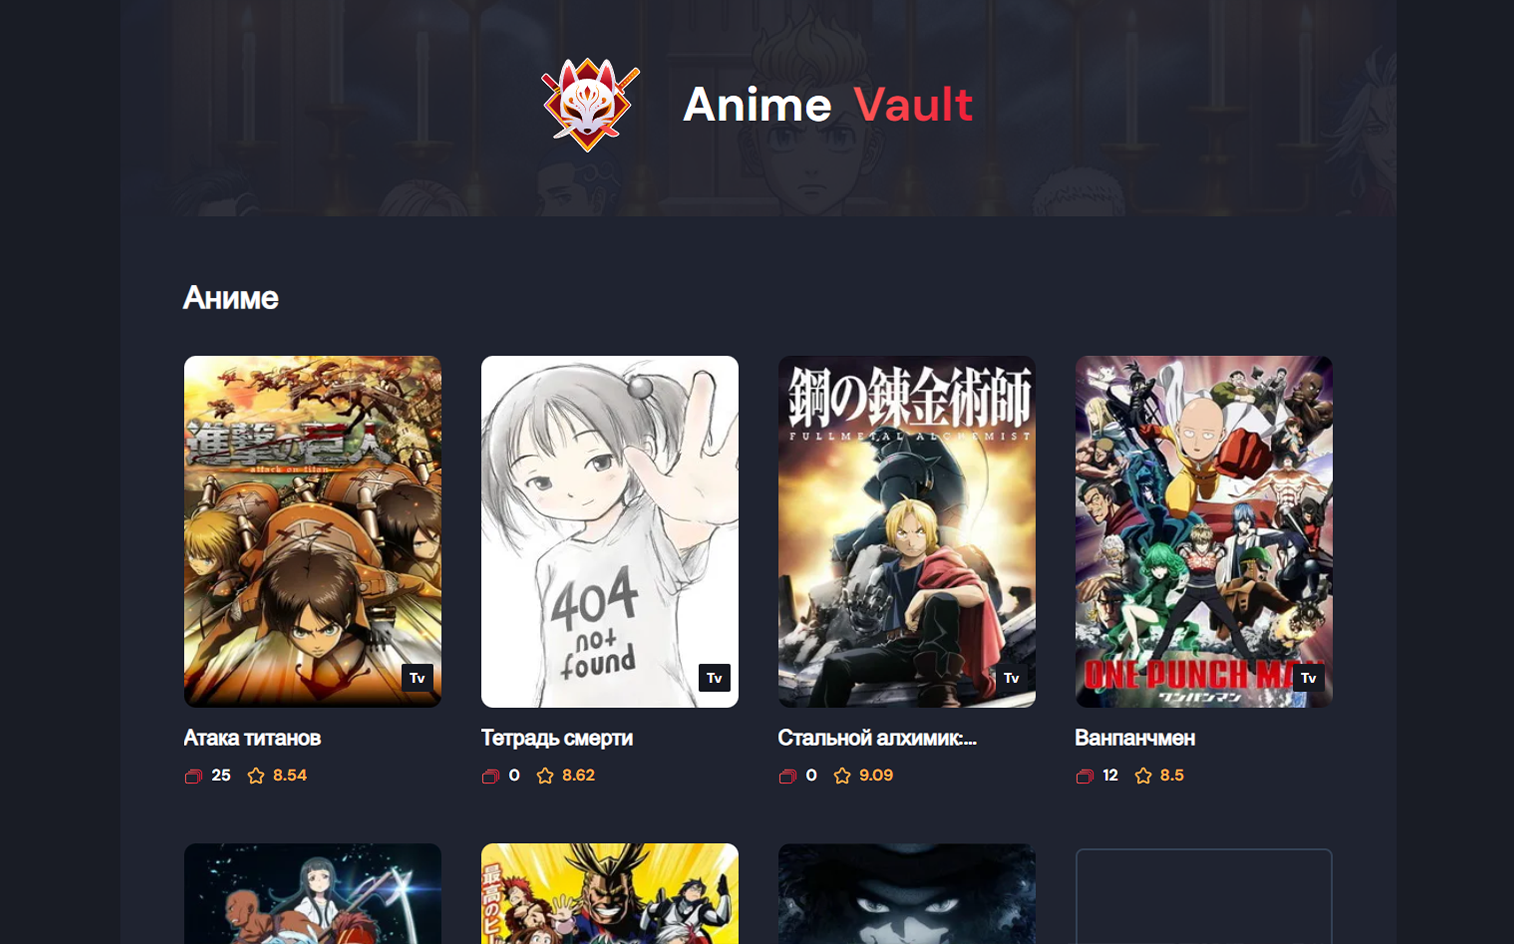 Anime Vault
Аниме
進撃の巨人
attack on titan
Tv
404
not
found
Tv
鋼の錬金術師
FULLMETAL ALCHEMIST
Tv
ONE PUNCH MA
ワンパンマン
Tv
Атака титанов
25 8.54
Тетрадь смерти
0 8.62
Стальной алхимик:...
0 9.09
Ванпанчмен
12 8.5
最高のヒ